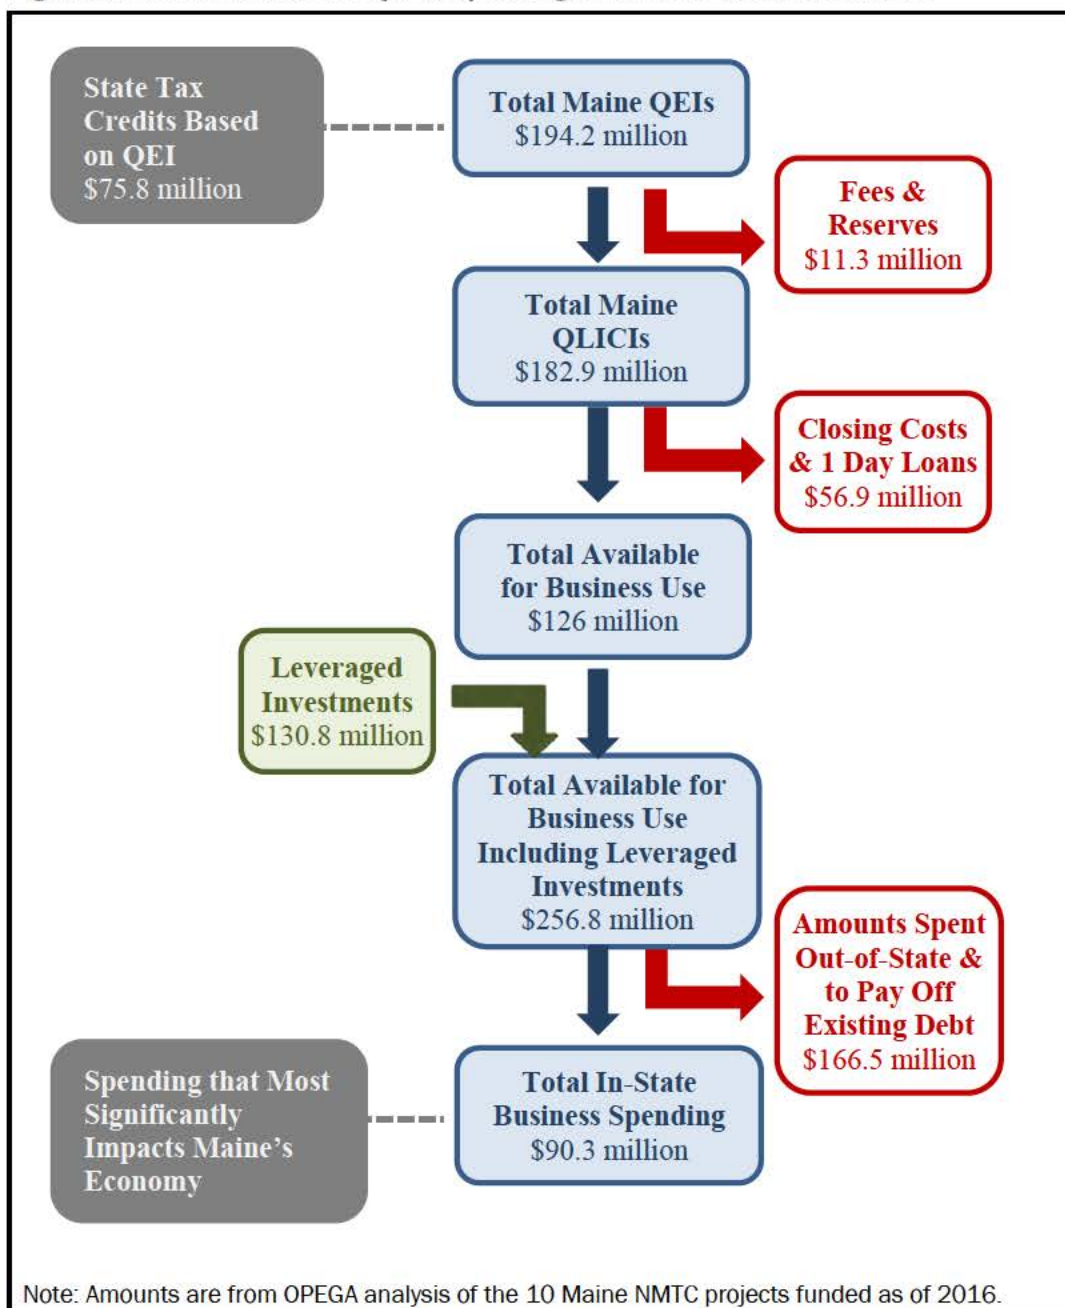 State Tax
Credits Based
on QEI
$75.8 million
Total Maine QEIs
$194.2 million
Fees &
Reserves
$11.3 million
Total Maine
QLICIs
$182.9 million
Closing Costs
& 1 Day Loans
$56.9 million
Total Available
for Business Use
$126 million
Leveraged
Investments
$130.8 million
Total Available for
Business Use
Including Leveraged
Investments
$256.8 million
Amounts Spent
Out-of-State &
to Pay Off
Existing Debt
$166.5 million
Spending that Most
Significantly
Impacts Maine's
Economy
Total In-State
Business Spending
$90.3 million
Note: Amounts are from OPEGA analysis of the 10 Maine NMTC projects funded as of 2016.